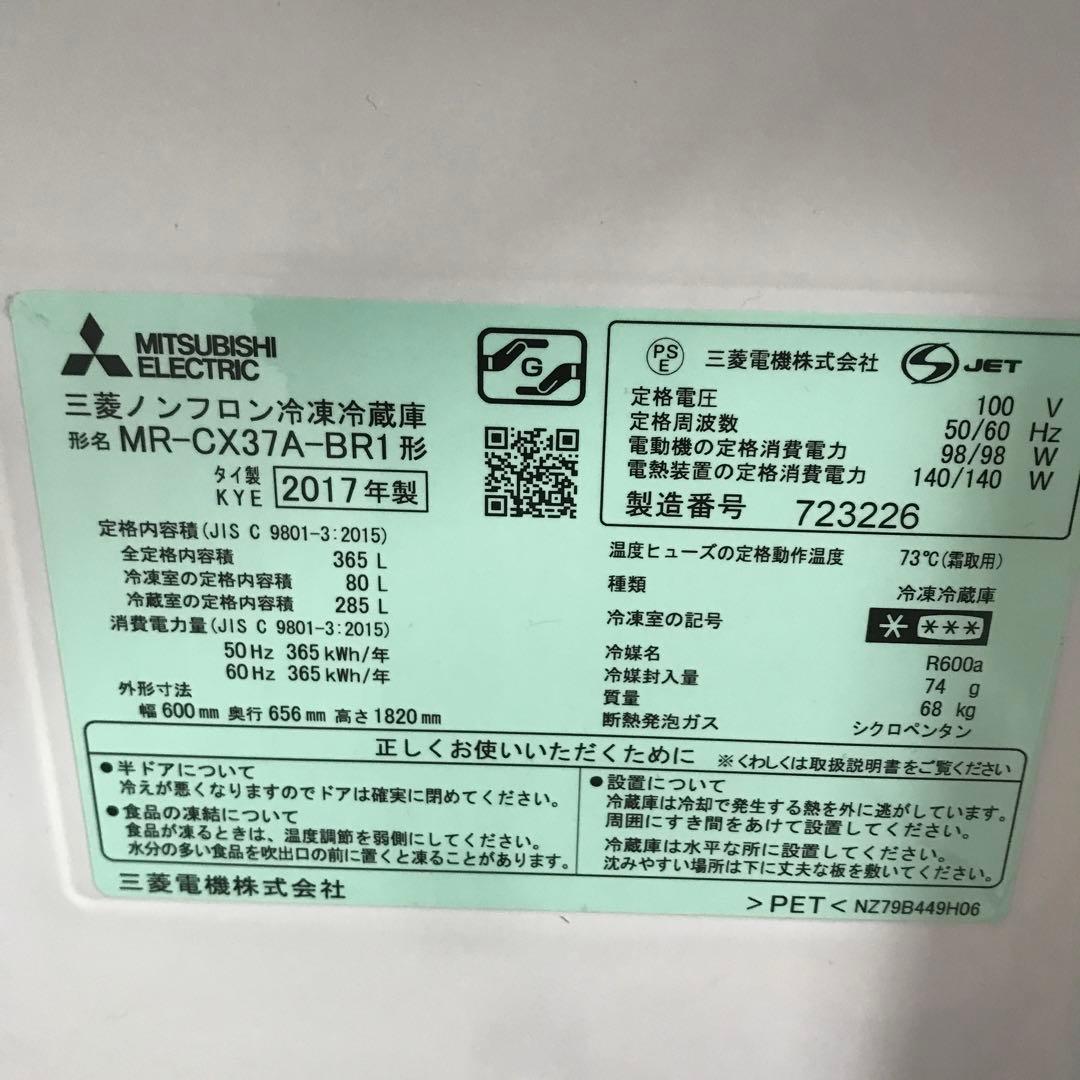 MITSUBISHI
ELECTRIC
G
三菱ノンフロン冷凍冷蔵庫
形名 MR-CX37A-BR1形
タイ製
KYE
2017年製
定格内容積(JIS C 9801-3:2015)
全定格内容積 365 L
冷凍室の定格内容積 80 L
冷蔵室の定格内容積 285 L
消費電力量(JIS C 9801-3:2015)
50Hz 365kWh/年
60Hz 365kWh/年
外形寸法
幅600mm 奥行656mm 高さ1820mm
PS
E
三菱電機株式会社
JET
定格電圧 100 V
定格周波数 50/60 Hz
電動機の定格消費電力 98/98 W
電熱装置の定格消費電力 140/140 W
製造番号 723226
温度ヒューズの定格動作温度 73℃(霜取用)
種類 冷凍冷蔵庫
冷凍室の記号 * ***
冷媒名 R600a
冷媒封入量 74 g
質量 68 kg
断熱発泡ガス シクロペンタン
正しくお使いいただくために ※くわしくは取扱説明書をご覧ください
●半ドアについて
冷えが悪くなりますのでドアは確実に閉めてください。
●食品の凍結について
食品が凍るときは、温度調節を弱側にしてください。
水分の多い食品を吹出口の前に置くと凍ることがあります。
●設置について
冷蔵庫は冷却で発生する熱を外に逃がしています。
周囲にすき間をあけて設置してください。
冷蔵庫は水平な所に設置してください。
沈みやすい場所は下に丈夫な板を敷いてください。
三菱電機株式会社
>PET< NZ79B449H06